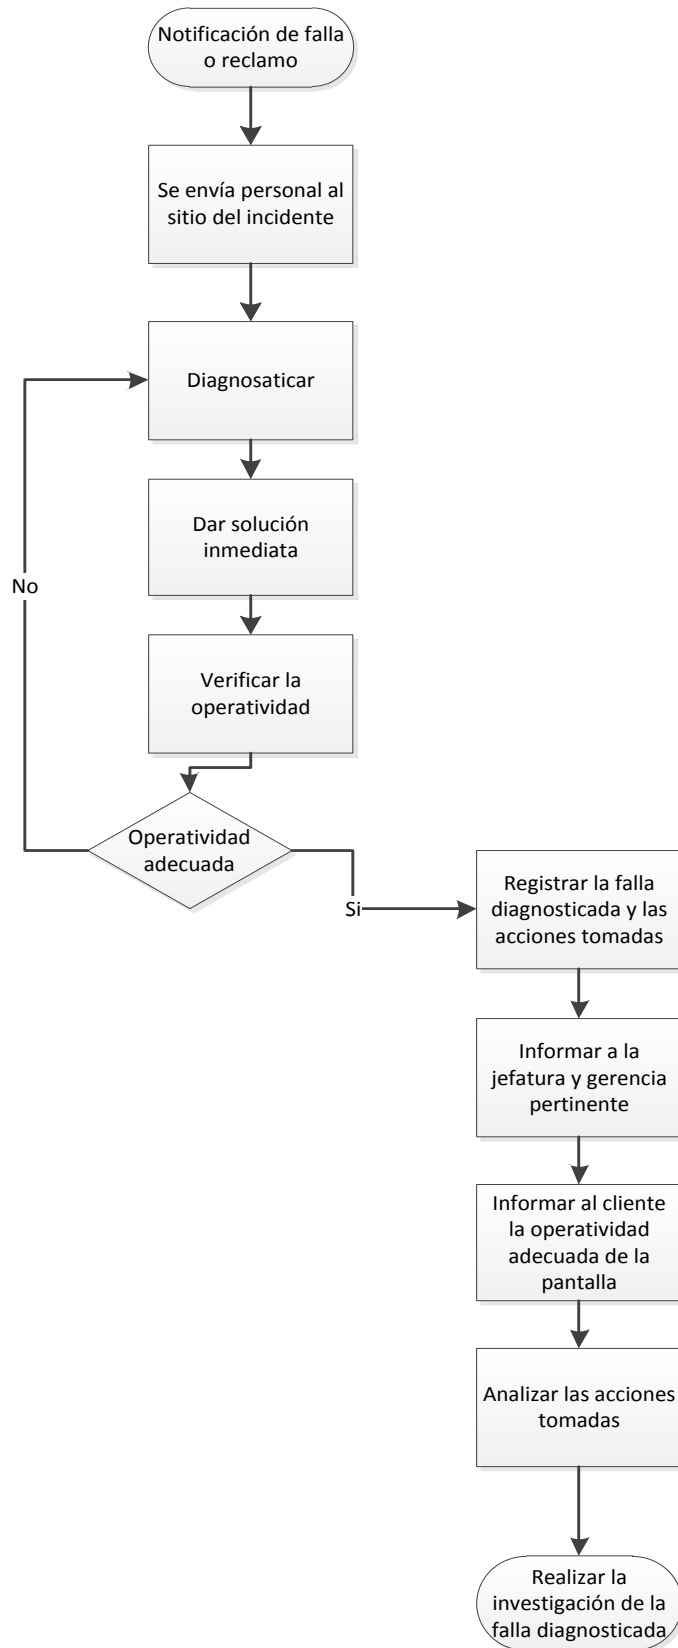 Notificación de falla
o reclamo
Se envía personal al
sitio del incidente
Diagnosaticar
Dar solución
inmediata
No
Verificar la
operatividad
Operatividad
adecuada
Si
Registrar la falla
diagnosticada y las
acciones tomadas
Informar a la
jefatura y gerencia
pertinente
Informar al cliente
la operatividad
adecuada de la
pantalla
Analizar las acciones
tomadas
Realizar la
investigación de la
falla diagnosticada